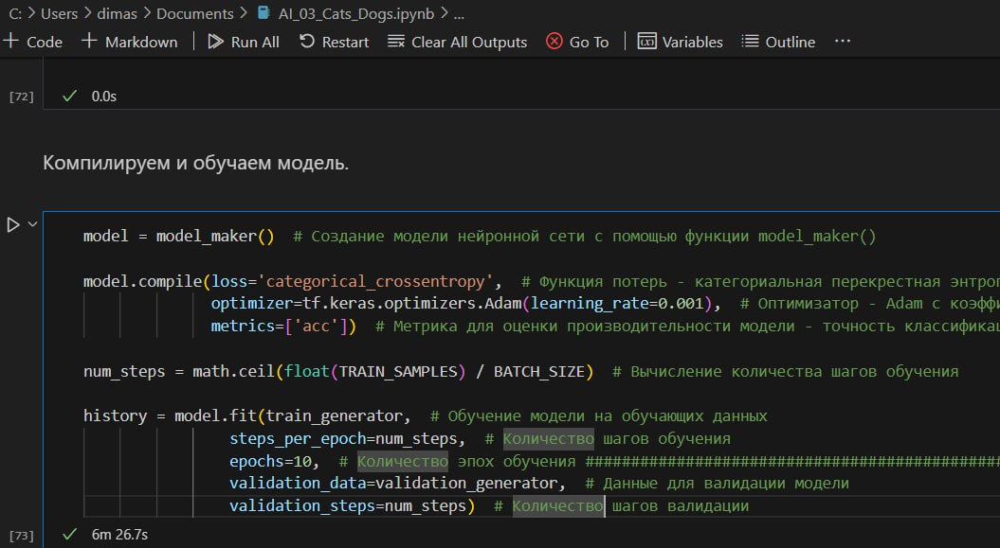 C: > Users > dimas > Documents > AI_03_Cats_Dogs.ipynb > ...
+ Code + Markdown | Run All Restart Clear All Outputs Go To | Variables Outline ...
[72] ✓ 0.0s
Компилируем и обучаем модель.
model = model_maker()  # Создание модели нейронной сети с помощью функции model_maker()
model.compile(loss='categorical_crossentropy',  # Функция потерь - категориальная перекрестная энтроп
optimizer=tf.keras.optimizers.Adam(learning_rate=0.001),  # Оптимизатор - Adam с коэффи
metrics=['acc'])  # Метрика для оценки производительности модели - точность классификац
num_steps = math.ceil(float(TRAIN_SAMPLES) / BATCH_SIZE)  # Вычисление количества шагов обучения
history = model.fit(train_generator,  # Обучение модели на обучающих данных
steps_per_epoch=num_steps,  # Количество шагов обучения
epochs=10,  # Количество эпох обучения #############################################
validation_data=validation_generator,  # Данные для валидации модели
validation_steps=num_steps)  # Количество шагов валидации
[73] ✓ 6m 26.7s